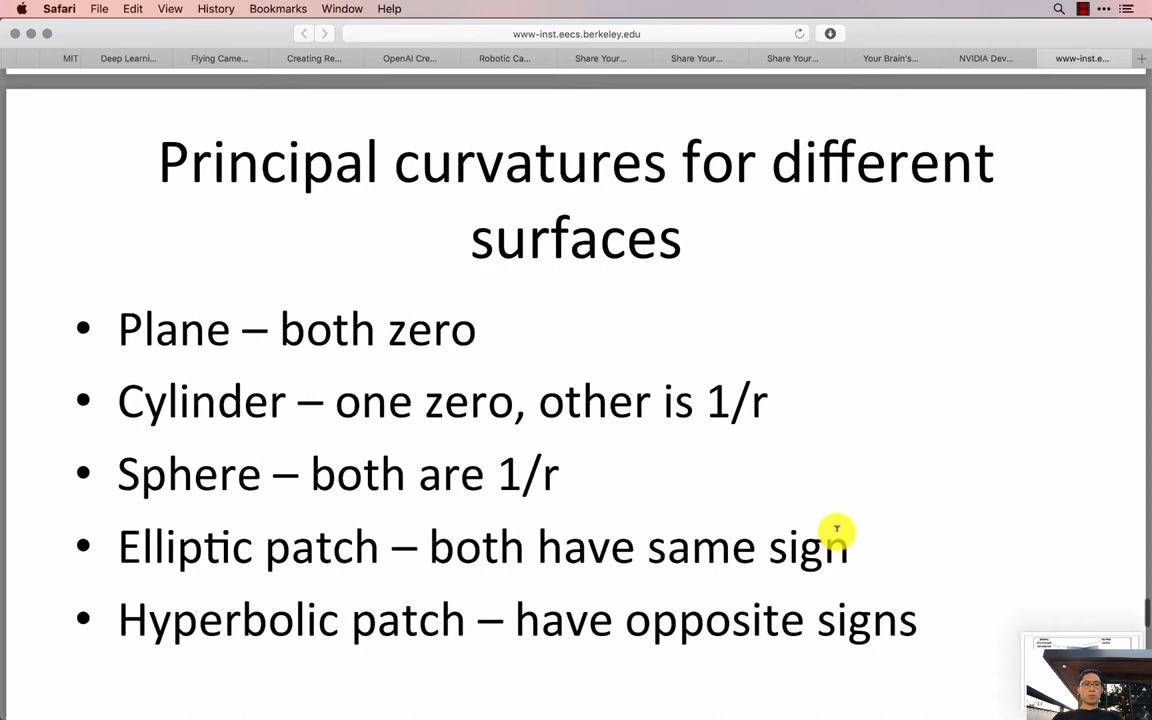 Safari File Edit View History Bookmarks Window Help
www-inst.eecs.berkeley.edu
MIT Deep Learni... Flying Came... Creating Re... OpenAI Cre... Robotic Ca... Share Your... Share Your... Share Your... Your Brain's... NVIDIA Dev... www-inst.e...
Principal curvatures for different
surfaces
• Plane – both zero
• Cylinder – one zero, other is 1/r
• Sphere – both are 1/r
• Elliptic patch – both have same sign
• Hyperbolic patch – have opposite signs